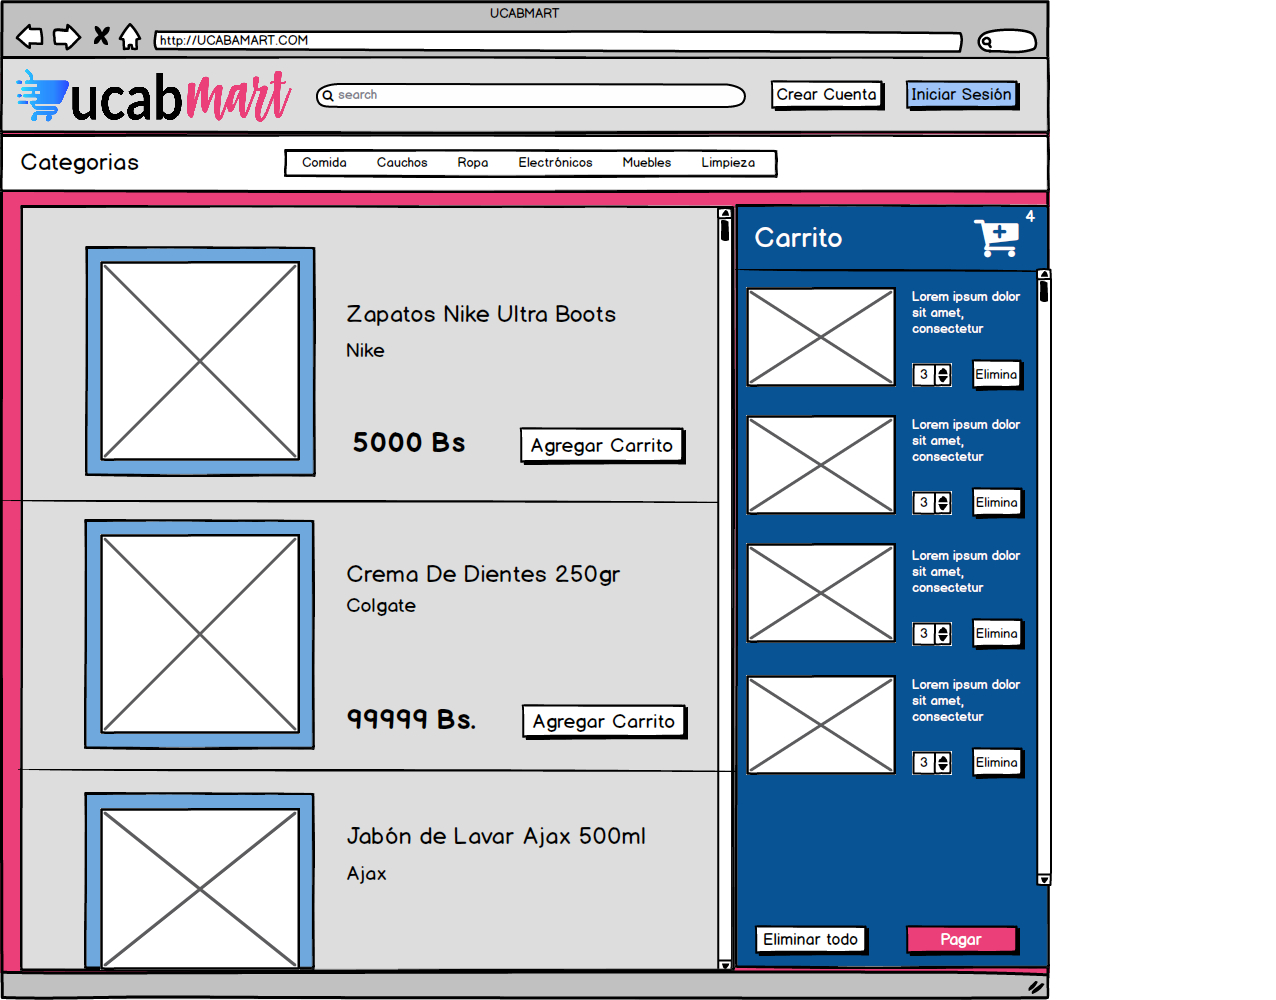 UCABMART
http://UCABAMART.COM
ucabmart
search
Crear Cuenta
Iniciar Sesión
Categorias
Comida
Cauchos
Ropa
Electrónicos
Muebles
Limpieza
Zapatos Nike Ultra Boots
Nike
5000 Bs
Agregar Carrito
Crema De Dientes 250gr
Colgate
99999 Bs.
Agregar Carrito
Jabón de Lavar Ajax 500ml
Ajax
Carrito
4
Lorem ipsum dolor
sit amet,
consectetur
3
Elimina
Lorem ipsum dolor
sit amet,
consectetur
3
Elimina
Lorem ipsum dolor
sit amet,
consectetur
3
Elimina
Lorem ipsum dolor
sit amet,
consectetur
3
Elimina
Eliminar todo
Pagar